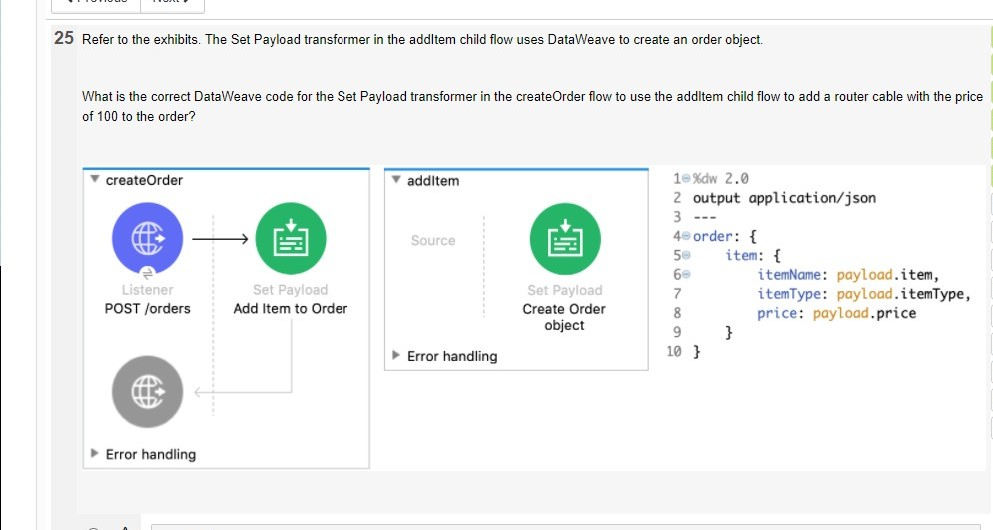 25 Refer to the exhibits. The Set Payload transformer in the addItem child flow uses DataWeave to create an order object.
What is the correct DataWeave code for the Set Payload transformer in the createOrder flow to use the addItem child flow to add a router cable with the price
of 100 to the order?
createOrder
Listener
POST /orders
Set Payload
Add Item to Order
Error handling
addItem
Source
Set Payload
Create Order
object
Error handling
1 %dw 2.0
2 output application/json
3 ---
4 order: {
5 item: {
6 itemName: payload.item,
7 itemType: payload.itemType,
8 price: payload.price
9 }
10 }